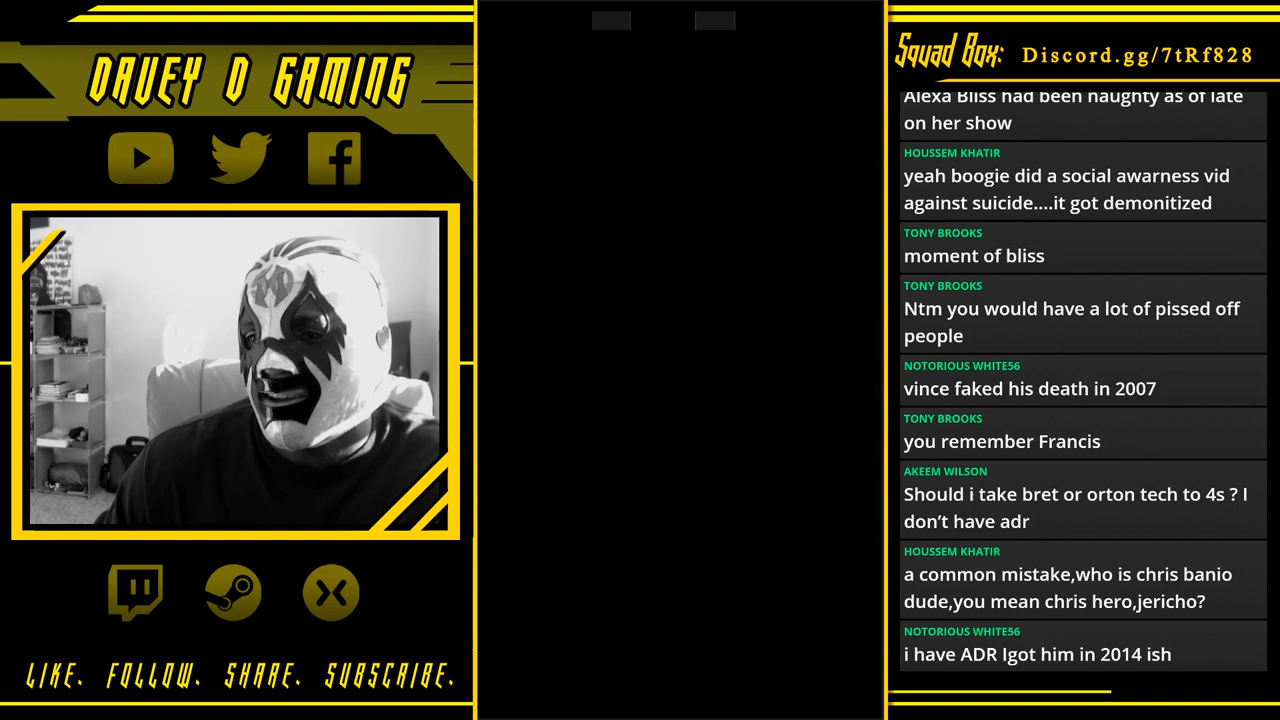 DAVEY D GAMING
LIKE. FOLLOW. SHARE. SUBSCRIBE.
Squad Box: Discord.gg/7tRf828
Alexa Bliss had been naughty as of late
on her show
HOUSSEM KHATIR
yeah boogie did a social awarness vid
against suicide....it got demonitized
TONY BROOKS
moment of bliss
TONY BROOKS
Ntm you would have a lot of pissed off
people
NOTORIOUS WHITE56
vince faked his death in 2007
TONY BROOKS
you remember Francis
AKEEM WILSON
Should i take bret or orton tech to 4s ? I
don’t have adr
HOUSSEM KHATIR
a common mistake,who is chris banio
dude,you mean chris hero,jericho?
NOTORIOUS WHITE56
i have ADR Igot him in 2014 ish